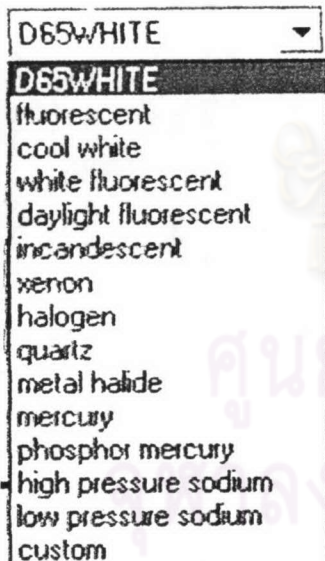 D65WHITE
D65WHITE
fluorescent
cool white
white fluorescent
daylight fluorescent
incandescent
xenon
halogen
quartz
metal halide
mercury
phosphor mercury
high pressure sodium
low pressure sodium
custom